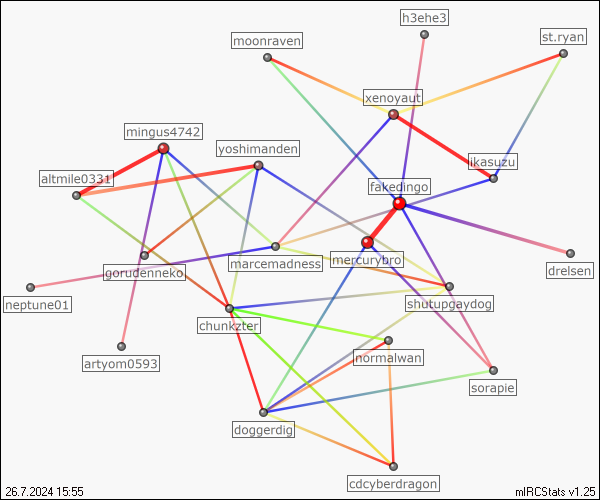 h3ehe3
moonraven
st.ryan
xenoyaut
mingus4742
yoshimanden
ikasuzu
altmile0331
fakedingo
mercurybro
marcemadness
gorudenneko
drelsen
neptune01
shutupgaydog
chunkzter
normalwan
artyom0593
sorapie
doggerdig
cdcyberdragon
26.7.2024 15:55
mIRCStats v1.25